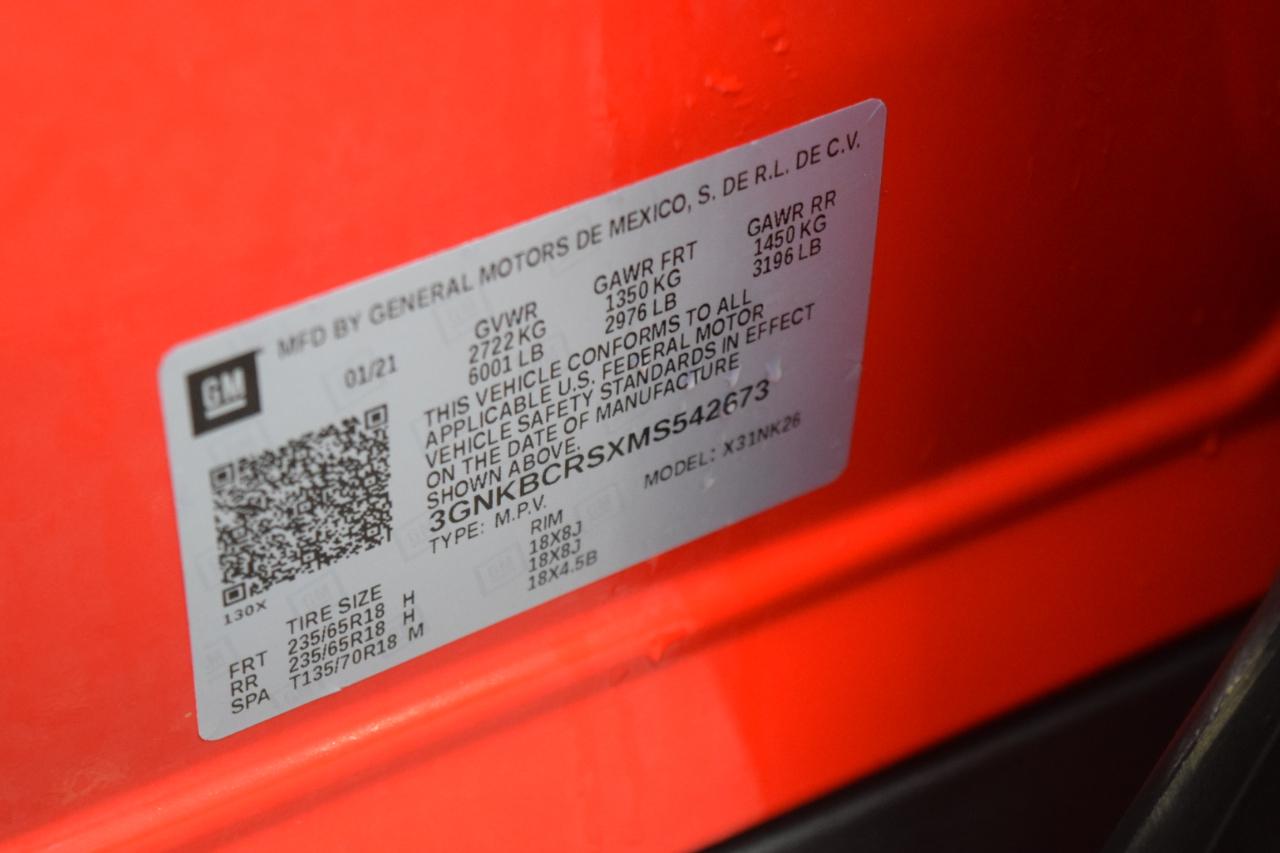 MFD BY GENERAL MOTORS DE MEXICO, S. DE R.L. DE C.V.
GM
01/21
GVWR GAWR FRT GAWR RR
2722 KG 1350 KG 1450 KG
6001 LB 2976 LB 3196 LB
THIS VEHICLE CONFORMS TO ALL
APPLICABLE U.S. FEDERAL MOTOR
VEHICLE SAFETY STANDARDS IN EFFECT
ON THE DATE OF MANUFACTURE
SHOWN ABOVE.
3GNKBCRSXMS542673
TYPE: M.P.V. MODEL: X31NK26
130X
TIRE SIZE RIM
FRT 235/65R18 H 18X8J
RR 235/65R18 H 18X8J
SPA T135/70R18 M 18X4.5B